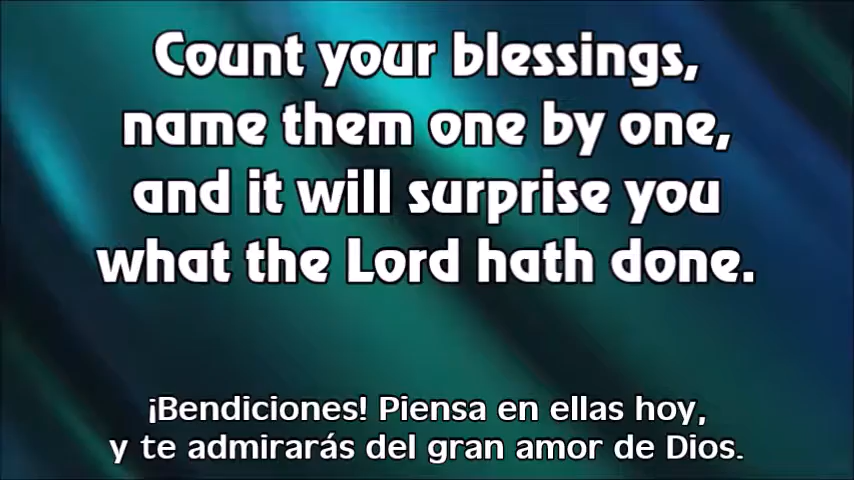 Count your blessings,
name them one by one,
and it will surprise you
what the Lord hath done.
¡Bendiciones! Piensa en ellas hoy,
y te admirarás del gran amor de Dios.